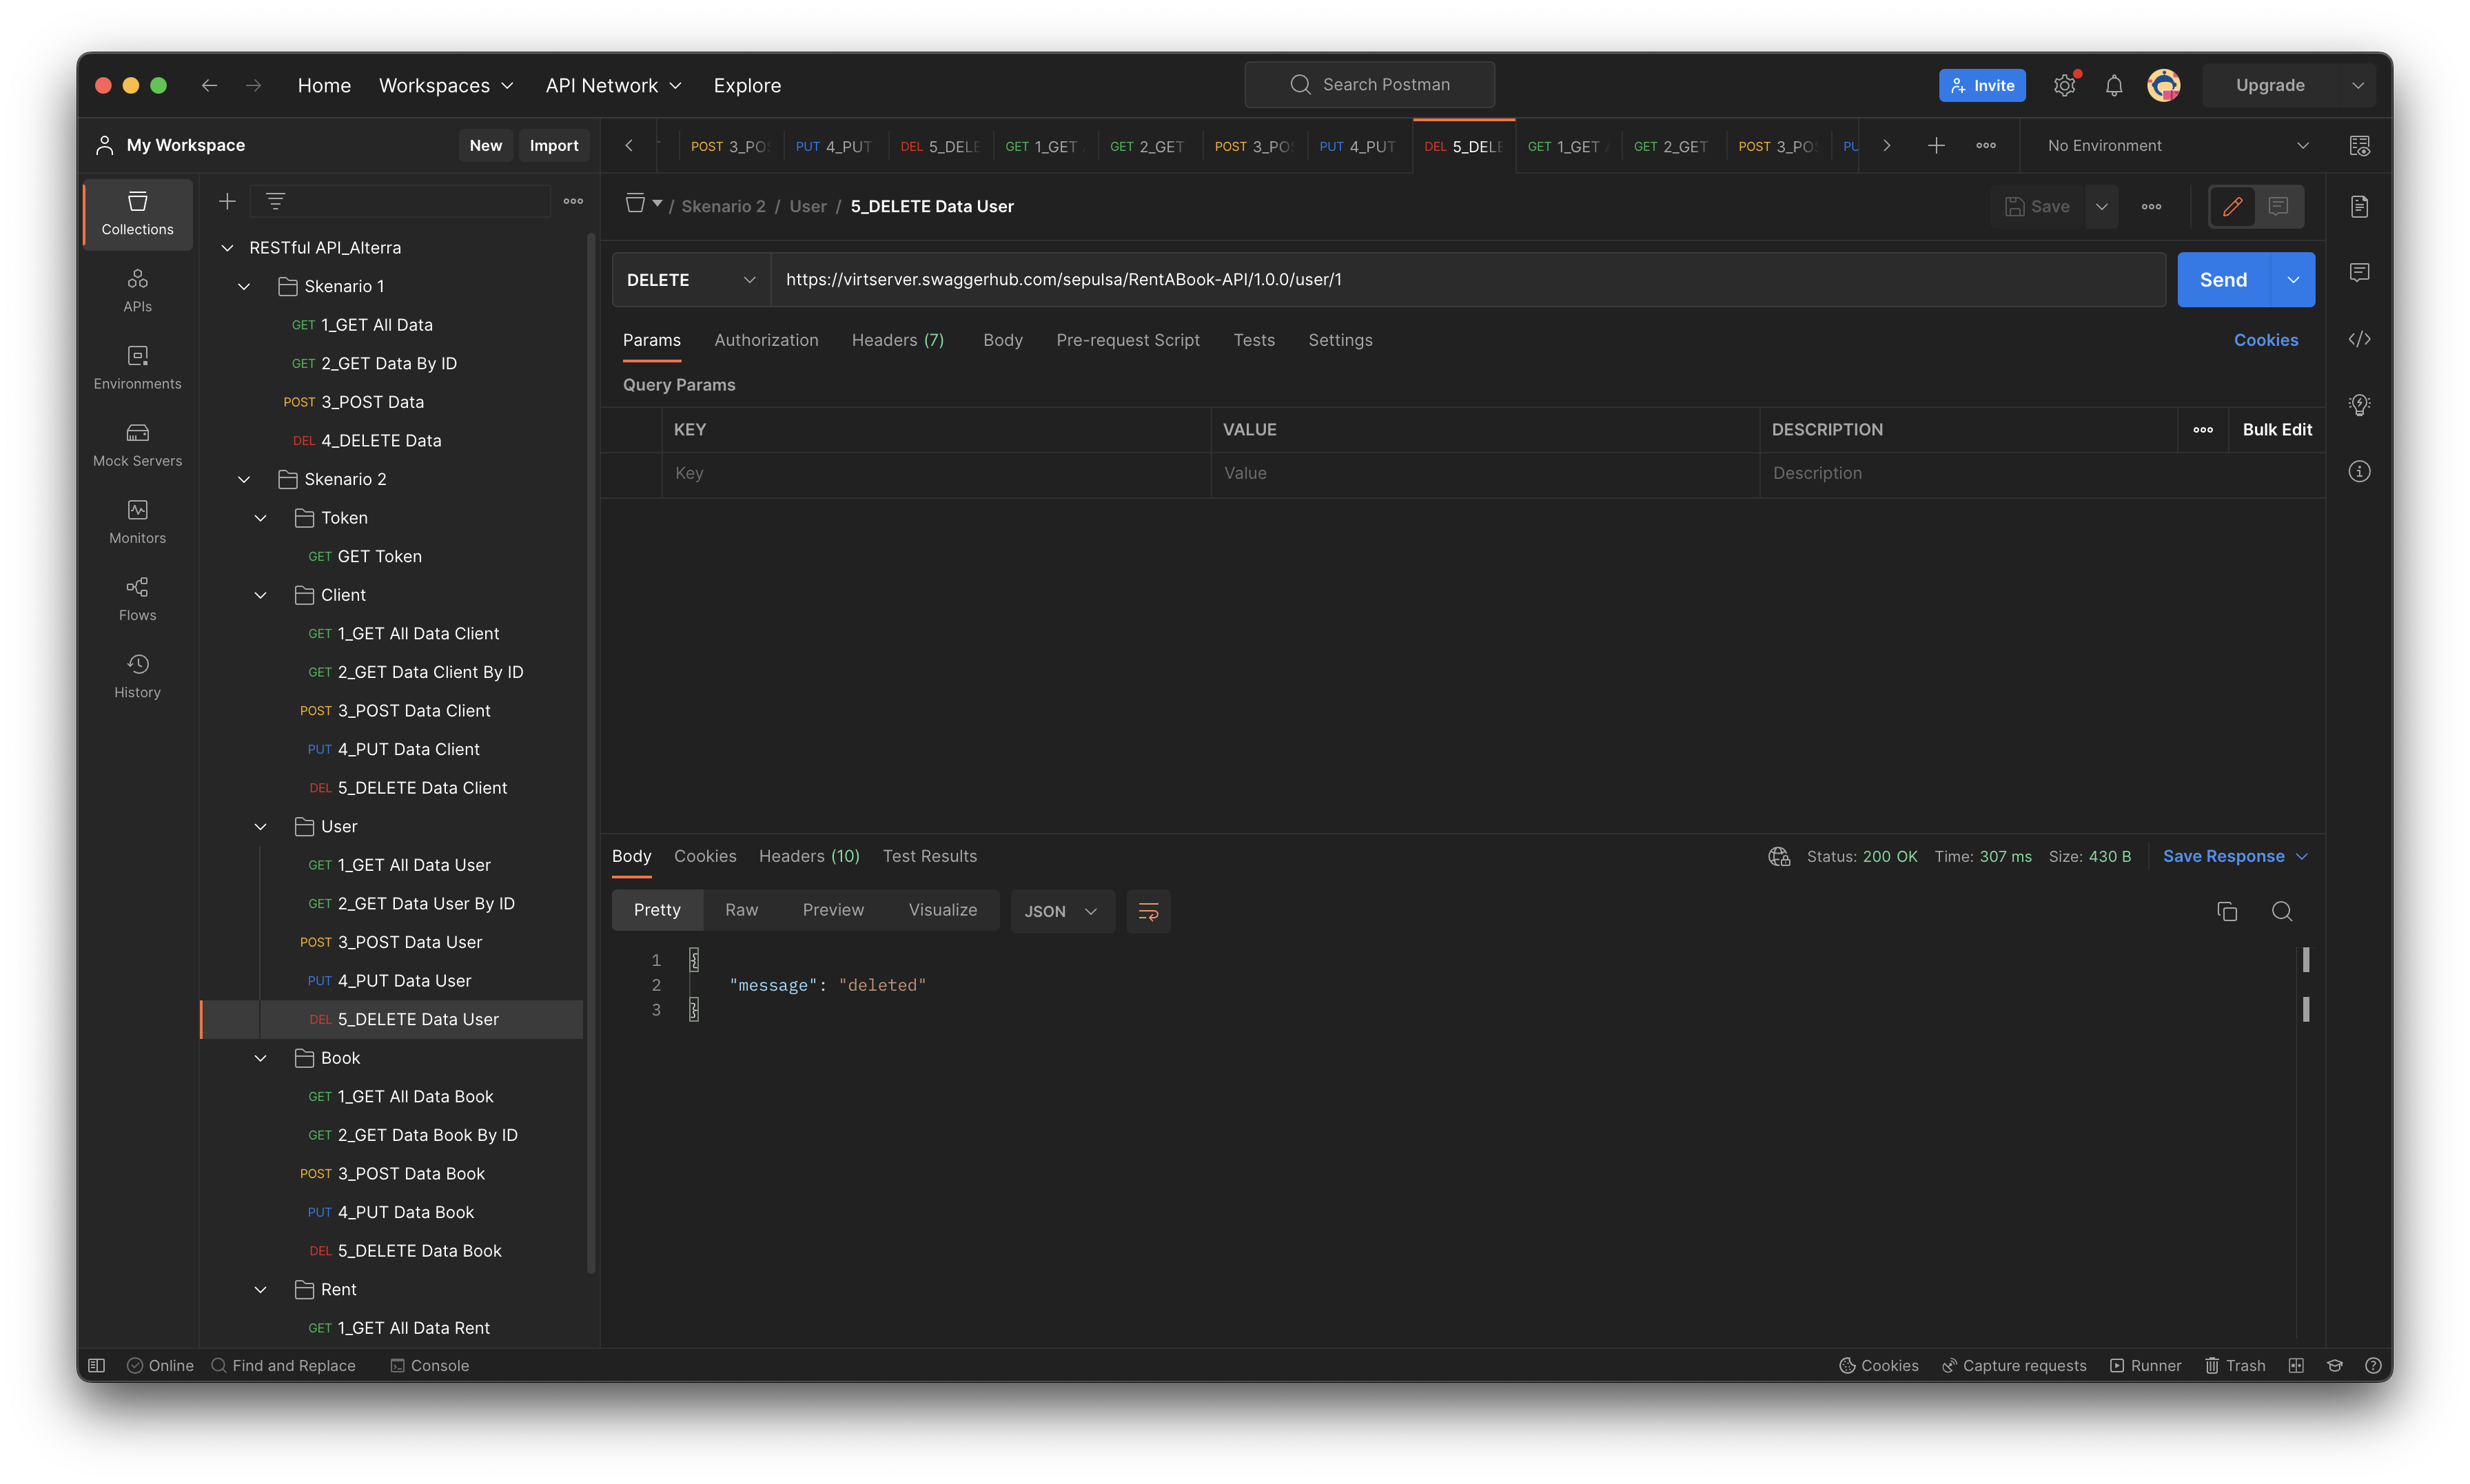 Home Workspaces API Network Explore
Search Postman
Invite
Upgrade
My Workspace
New
Import
POST 3_PO
PUT 4_PUT
DEL 5_DELE
GET 1_GET
GET 2_GET
POST 3_PO
PUT 4_PUT
DEL 5_DELE
GET 1_GET
GET 2_GET
POST 3_PO
PU
No Environment
Collections
APIs
Environments
Mock Servers
Monitors
Flows
History
RESTful API_Alterra
Skenario 1
GET 1_GET All Data
GET 2_GET Data By ID
POST 3_POST Data
DEL 4_DELETE Data
Skenario 2
Token
GET GET Token
Client
GET 1_GET All Data Client
GET 2_GET Data Client By ID
POST 3_POST Data Client
PUT 4_PUT Data Client
DEL 5_DELETE Data Client
User
GET 1_GET All Data User
GET 2_GET Data User By ID
POST 3_POST Data User
PUT 4_PUT Data User
DEL 5_DELETE Data User
Book
GET 1_GET All Data Book
GET 2_GET Data Book By ID
POST 3_POST Data Book
PUT 4_PUT Data Book
DEL 5_DELETE Data Book
Rent
GET 1_GET All Data Rent
/ Skenario 2 / User / 5_DELETE Data User
Save
DELETE
https://virtserver.swaggerhub.com/sepulsa/RentABook-API/1.0.0/user/1
Send
Params Authorization Headers (7) Body Pre-request Script Tests Settings
Cookies
Query Params
KEY VALUE DESCRIPTION
Bulk Edit
Key Value Description
Body Cookies Headers (10) Test Results
Status: 200 OK Time: 307 ms Size: 430 B
Save Response
Pretty Raw Preview Visualize
JSON
1 {
2 "message": "deleted"
3 }
Online
Find and Replace
Console
Cookies
Capture requests
Runner
Trash